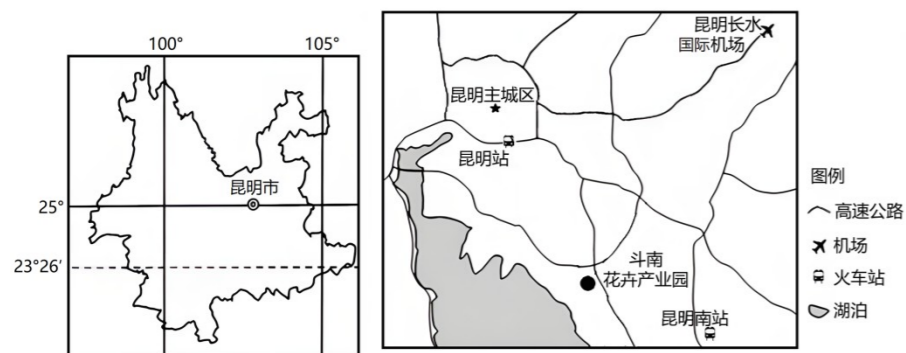 100°
105°
昆明市
25°
23°26′
昆明长水
国际机场
昆明主城区
昆明站
斗南
花卉产业园
昆明南站
图例
高速公路
机场
火车站
湖泊